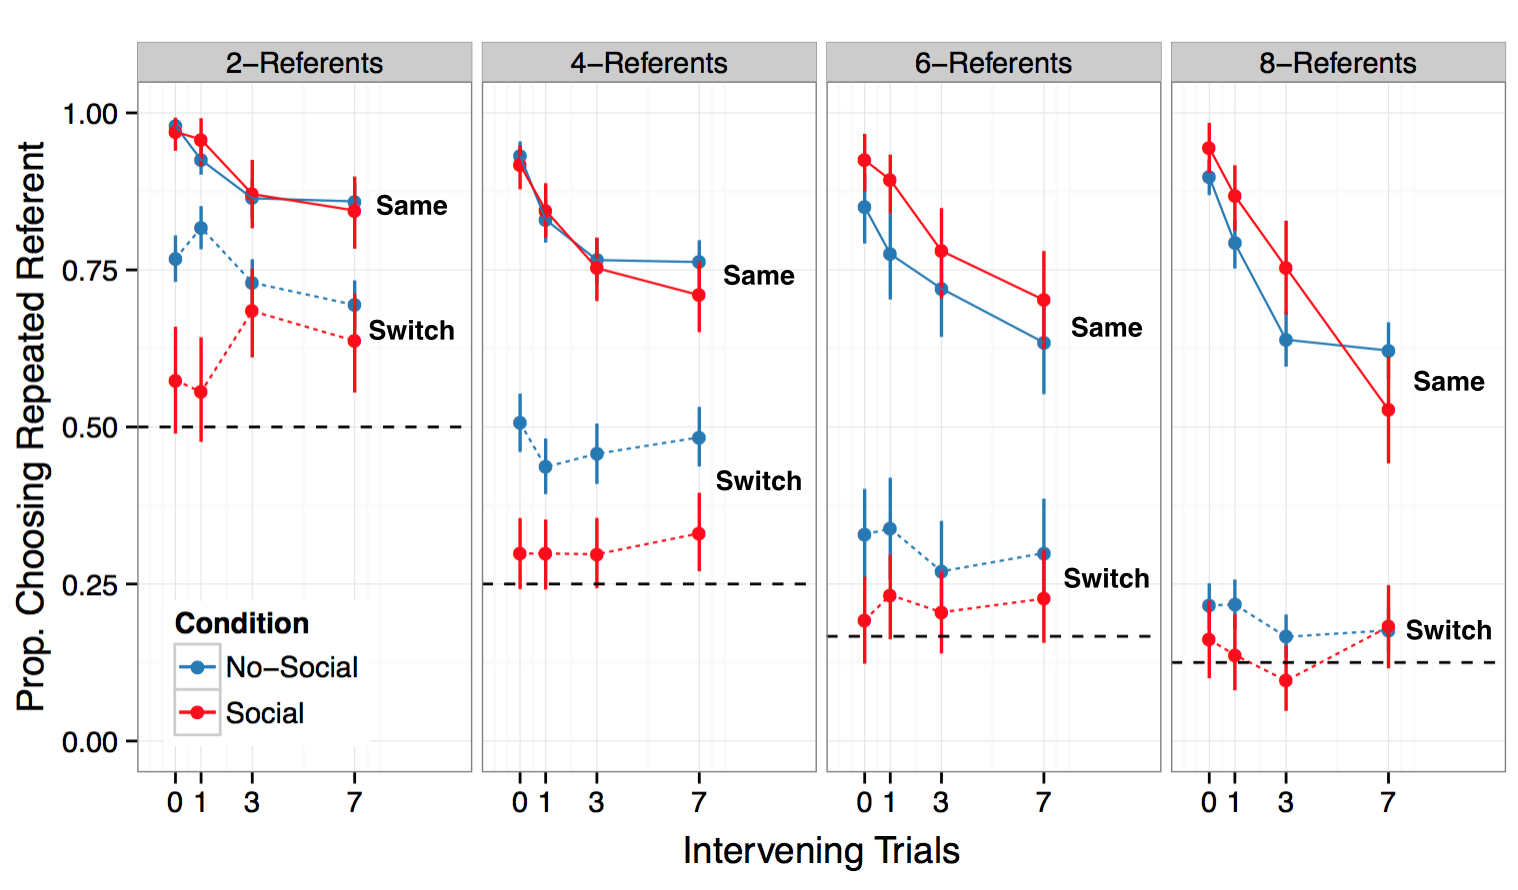 2−Referents 4−Referents 6−Referents 8−Referents
Prop. Choosing Repeated Referent
1.00
0.75
0.50
0.25
0.00
Same
Switch
Same
Switch
Same
Switch
Same
Switch
Condition
No−Social
Social
0 1 3 7 0 1 3 7 0 1 3 7 0 1 3 7
Intervening Trials